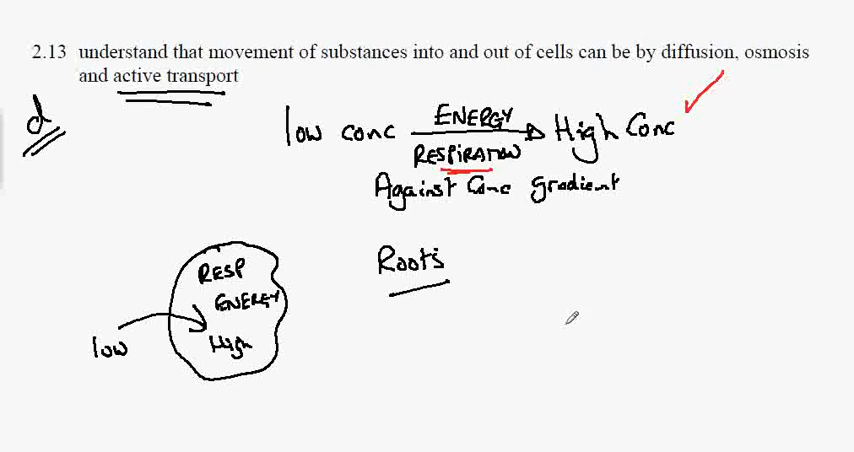 2.13 understand that movement of substances into and out of cells can be by diffusion, osmosis
and active transport
d
low conc ENERGY High Conc
RESPIRATION
Against Conc gradient
Roots
RESP
ENERGY
low High